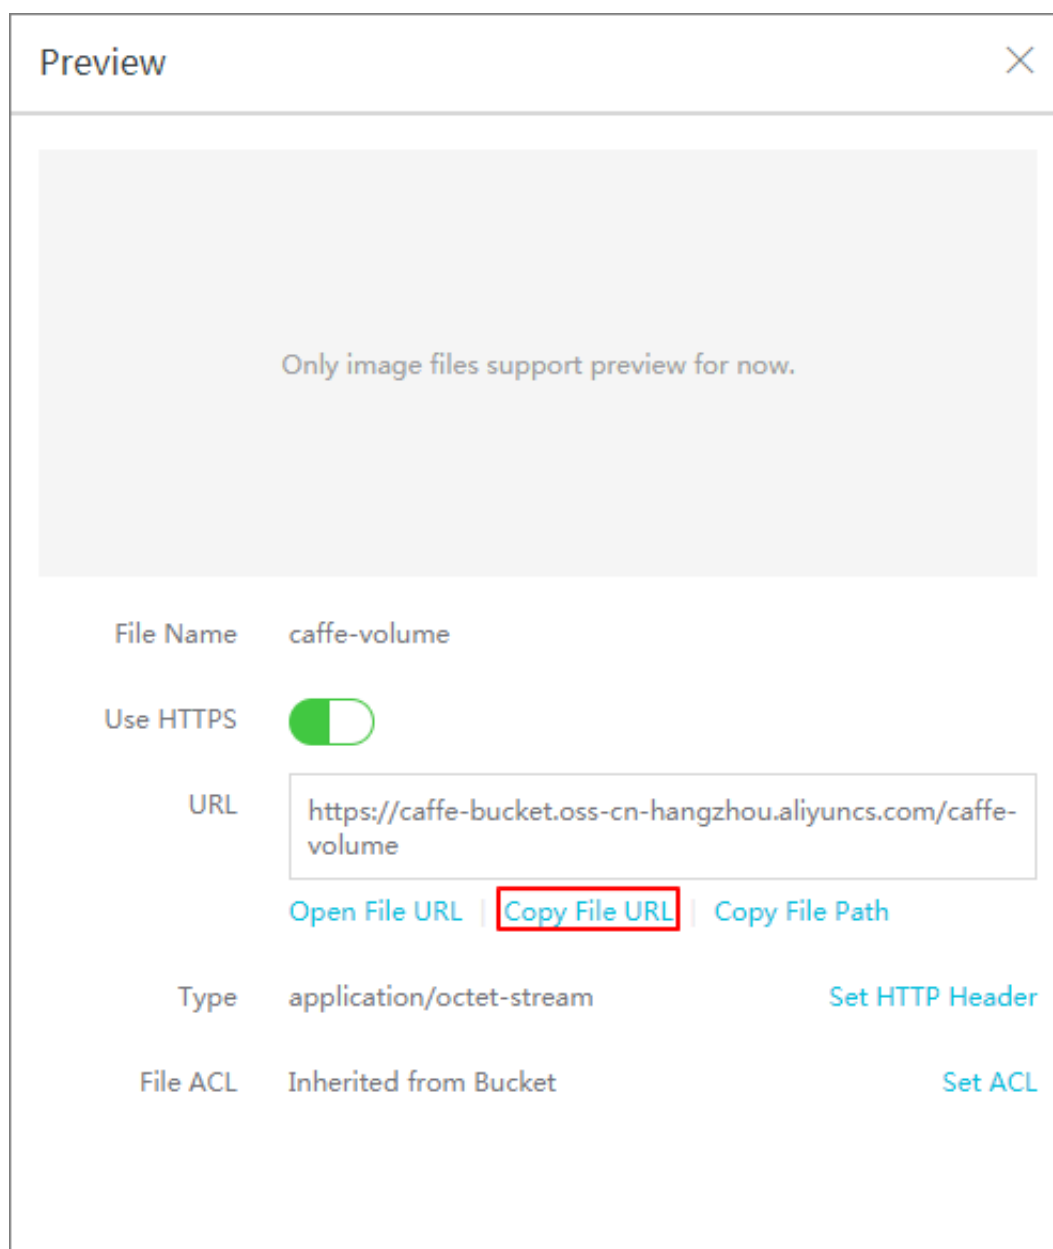 Preview
Only image files support preview for now.
File Name caffe-volume
Use HTTPS
URL https://caffe-bucket.oss-cn-hangzhou.aliyuncs.com/caffe-
volume
Open File URL | Copy File URL | Copy File Path
Type application/octet-stream Set HTTP Header
File ACL Inherited from Bucket Set ACL